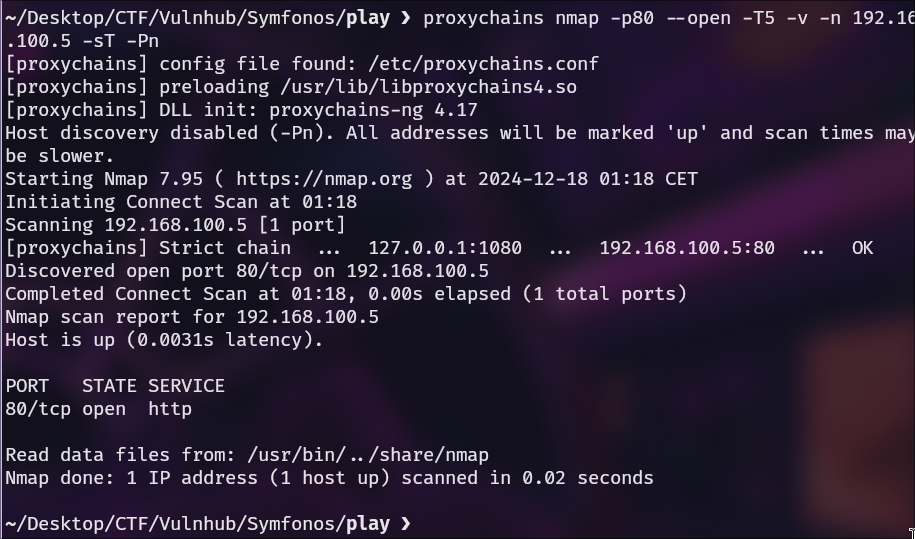 ~/Desktop/CTF/Vulnhub/Symfonos/play ❯ proxychains nmap -p80 --open -T5 -v -n 192.16
.100.5 -sT -Pn
[proxychains] config file found: /etc/proxychains.conf
[proxychains] preloading /usr/lib/libproxychains4.so
[proxychains] DLL init: proxychains-ng 4.17
Host discovery disabled (-Pn). All addresses will be marked 'up' and scan times may
be slower.
Starting Nmap 7.95 ( https://nmap.org ) at 2024-12-18 01:18 CET
Initiating Connect Scan at 01:18
Scanning 192.168.100.5 [1 port]
[proxychains] Strict chain  ...  127.0.0.1:1080  ...  192.168.100.5:80  ...  OK
Discovered open port 80/tcp on 192.168.100.5
Completed Connect Scan at 01:18, 0.00s elapsed (1 total ports)
Nmap scan report for 192.168.100.5
Host is up (0.0031s latency).
PORT   STATE SERVICE
80/tcp open  http
Read data files from: /usr/bin/../share/nmap
Nmap done: 1 IP address (1 host up) scanned in 0.02 seconds
~/Desktop/CTF/Vulnhub/Symfonos/play ❯